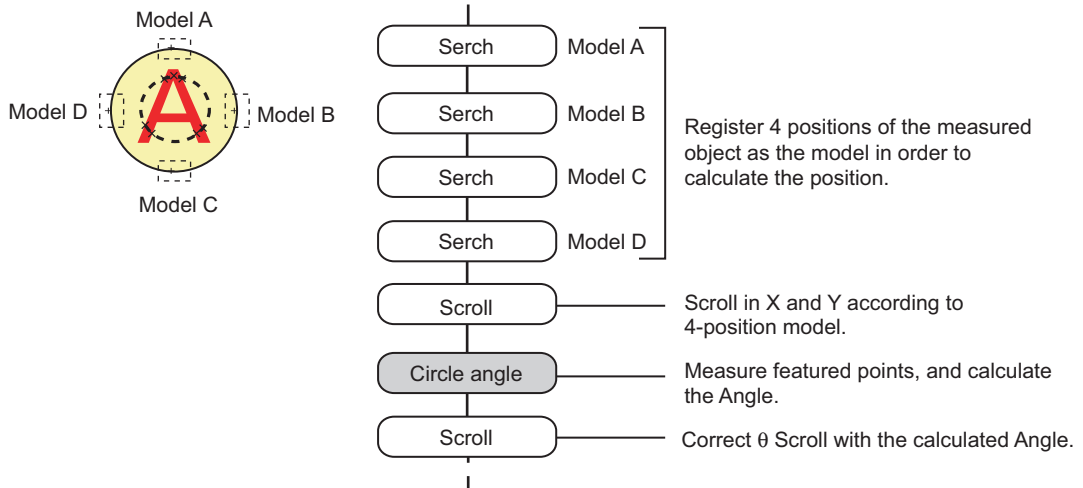 Model A
Model D
A
Model B
Model C
Serch
Model A
Serch
Model B
Serch
Model C
Serch
Model D
Register 4 positions of the measured
object as the model in order to
calculate the position.
Scroll
Scroll in X and Y according to
4-position model.
Circle angle
Measure featured points, and calculate
the Angle.
Scroll
Correct θ Scroll with the calculated Angle.